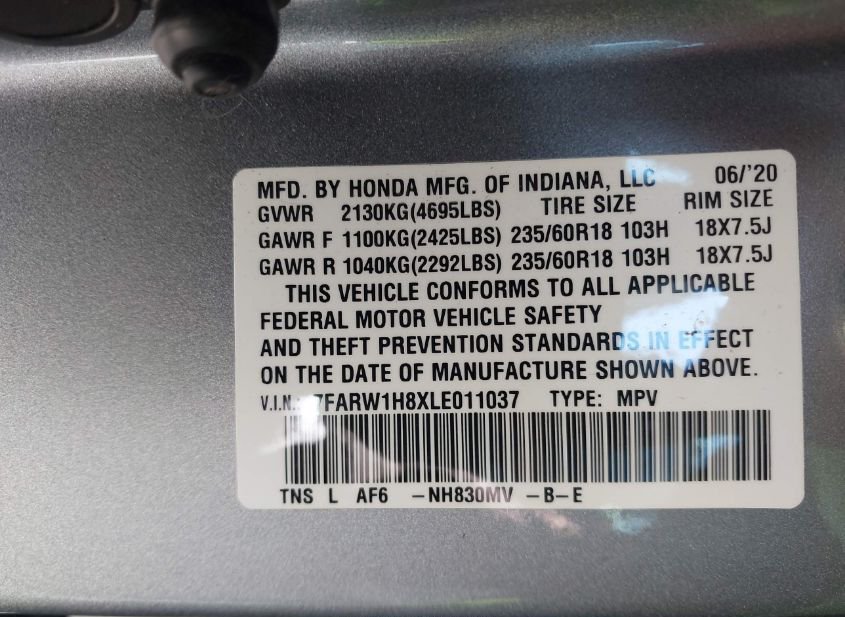 MFD. BY HONDA MFG. OF INDIANA, LLC 06/'20
GVWR 2130KG(4695LBS) TIRE SIZE RIM SIZE
GAWR F 1100KG(2425LBS) 235/60R18 103H 18X7.5J
GAWR R 1040KG(2292LBS) 235/60R18 103H 18X7.5J
THIS VEHICLE CONFORMS TO ALL APPLICABLE
FEDERAL MOTOR VEHICLE SAFETY
AND THEFT PREVENTION STANDARDS IN EFFECT
ON THE DATE OF MANUFACTURE SHOWN ABOVE.
V.I.N.: 7FARW1H8XLE011037 TYPE: MPV
TNS L AF6 -NH830MV -B-E